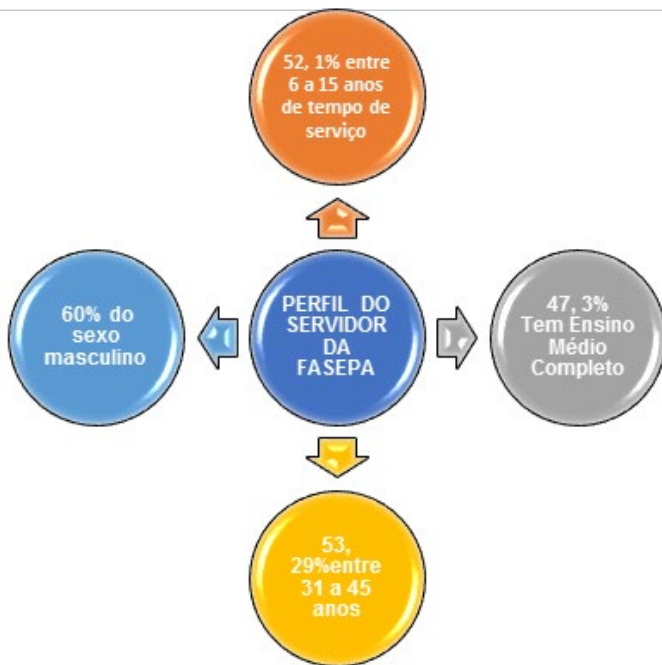 52, 1% entre
6 a 15 anos
de tempo de
serviço
60% do
sexo
masculino
PERFIL DO
SERVIDOR
DA
FASEPA
47, 3%
Tem Ensino
Médio
Completo
53,
29%entre
31 a 45
anos